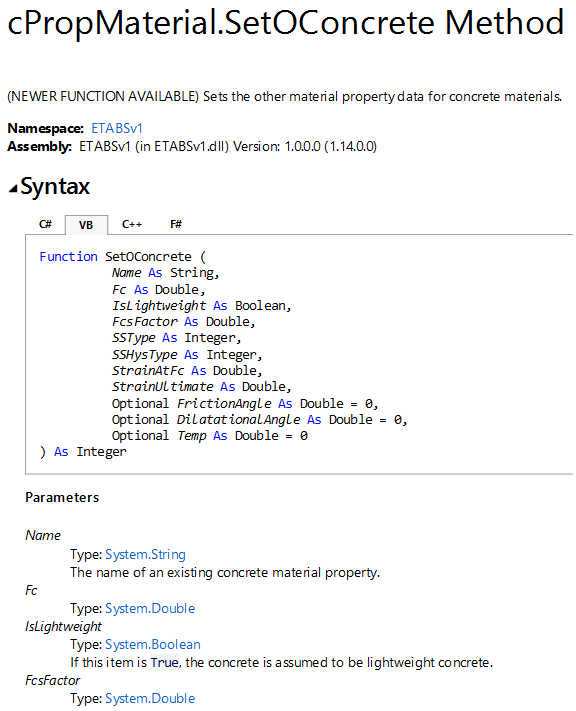 cPropMaterial.SetOConcrete Method
(NEWER FUNCTION AVAILABLE) Sets the other material property data for concrete materials.
Namespace: ETABSv1
Assembly: ETABSv1 (in ETABSv1.dll) Version: 1.0.0.0 (1.14.0.0)
Syntax
C# VB C++ F#
Function SetOConcrete (
Name As String,
Fc As Double,
IsLightweight As Boolean,
FcsFactor As Double,
SSType As Integer,
SSHysType As Integer,
StrainAtFc As Double,
StrainUltimate As Double,
Optional FrictionAngle As Double = 0,
Optional DilatationalAngle As Double = 0,
Optional Temp As Double = 0
) As Integer
Parameters
Name
Type: System.String
The name of an existing concrete material property.
Fc
Type: System.Double
IsLightweight
Type: System.Boolean
If this item is True, the concrete is assumed to be lightweight concrete.
FcsFactor
Type: System.Double